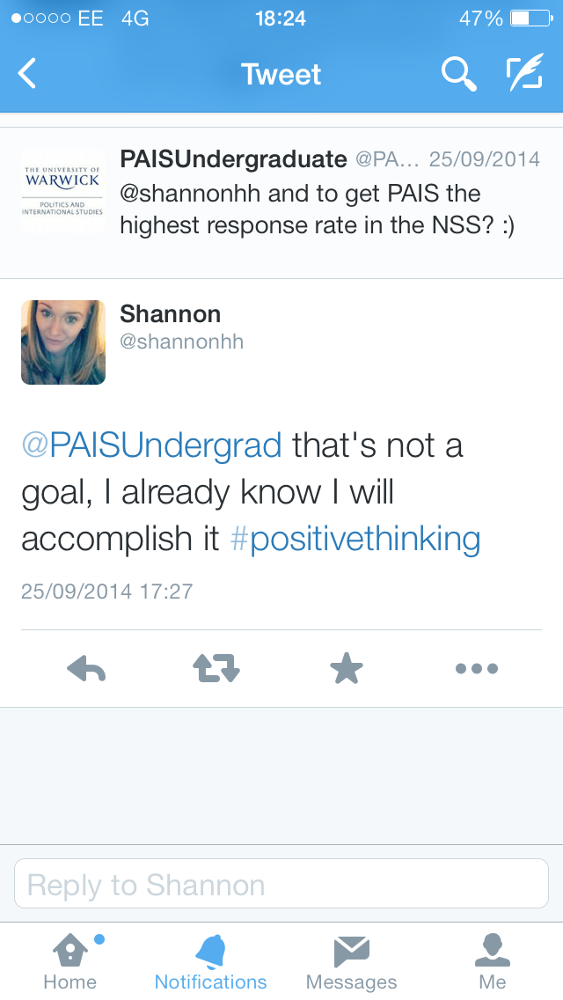 EE 4G 18:24 47%
Tweet
THE UNIVERSITY OF
WARWICK
POLITICS AND
INTERNATIONAL STUDIES
PAISUndergraduate @PA... 25/09/2014
@shannonhh and to get PAIS the
highest response rate in the NSS? :)
Shannon
@shannonhh
@PAISUndergrad that's not a
goal, I already know I will
accomplish it #positivethinking
25/09/2014 17:27
Reply to Shannon
Home Notifications Messages Me